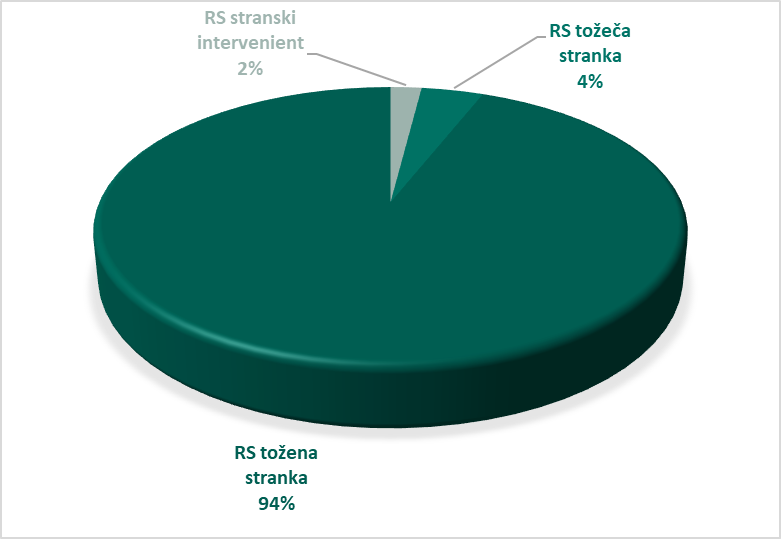 RS stranski
intervenient
2%
RS tožeča
stranka
4%
RS tožena
stranka
94%